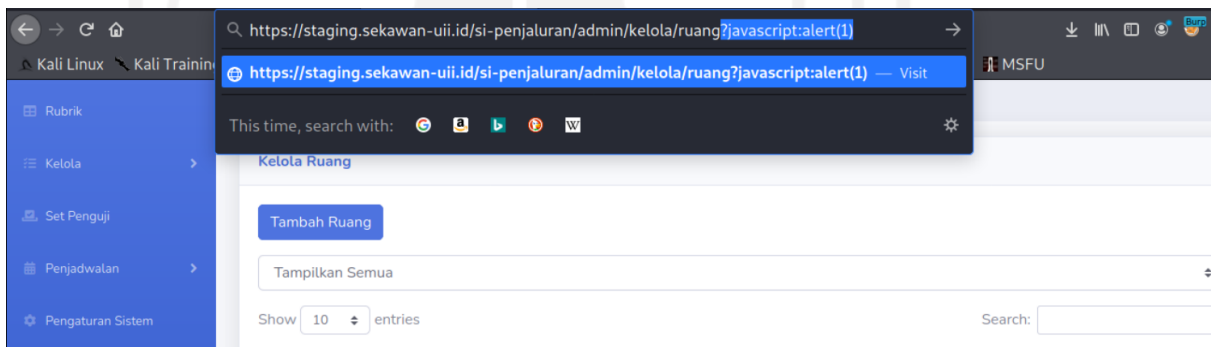 https://staging.sekawan-uii.id/si-penjaluran/admin/kelola/ruang?javascript:alert(1)
Burp
Kali Linux Kali Training MSFU
https://staging.sekawan-uii.id/si-penjaluran/admin/kelola/ruang?javascript:alert(1) — Visit
This time, search with: G a b W
Rubrik
Kelola
Set Penguji
Penjadwalan
Pengaturan Sistem
Kelola Ruang
Tambah Ruang
Tampilkan Semua
Show 10 entries Search: